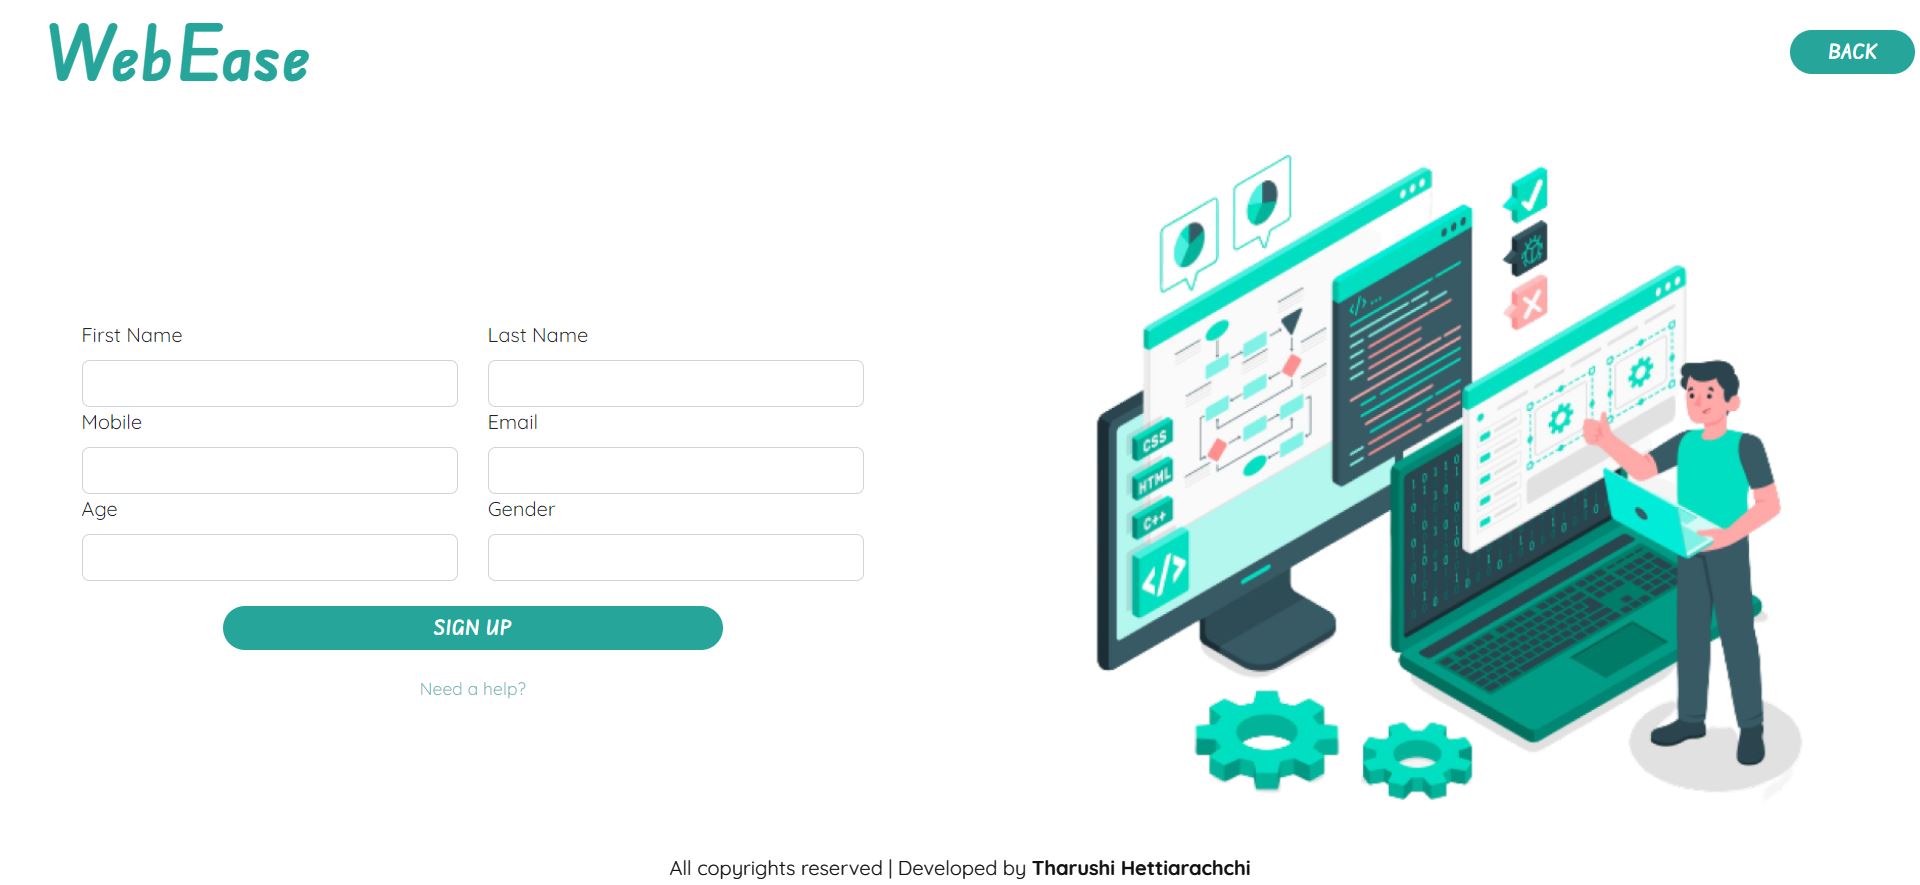 WebEase
BACK
First Name
Last Name
Mobile
Email
Age
Gender
SIGN UP
Need a help?
CSS
HTML
C++
</>
</>...
All copyrights reserved | Developed by Tharushi Hettiarachchi